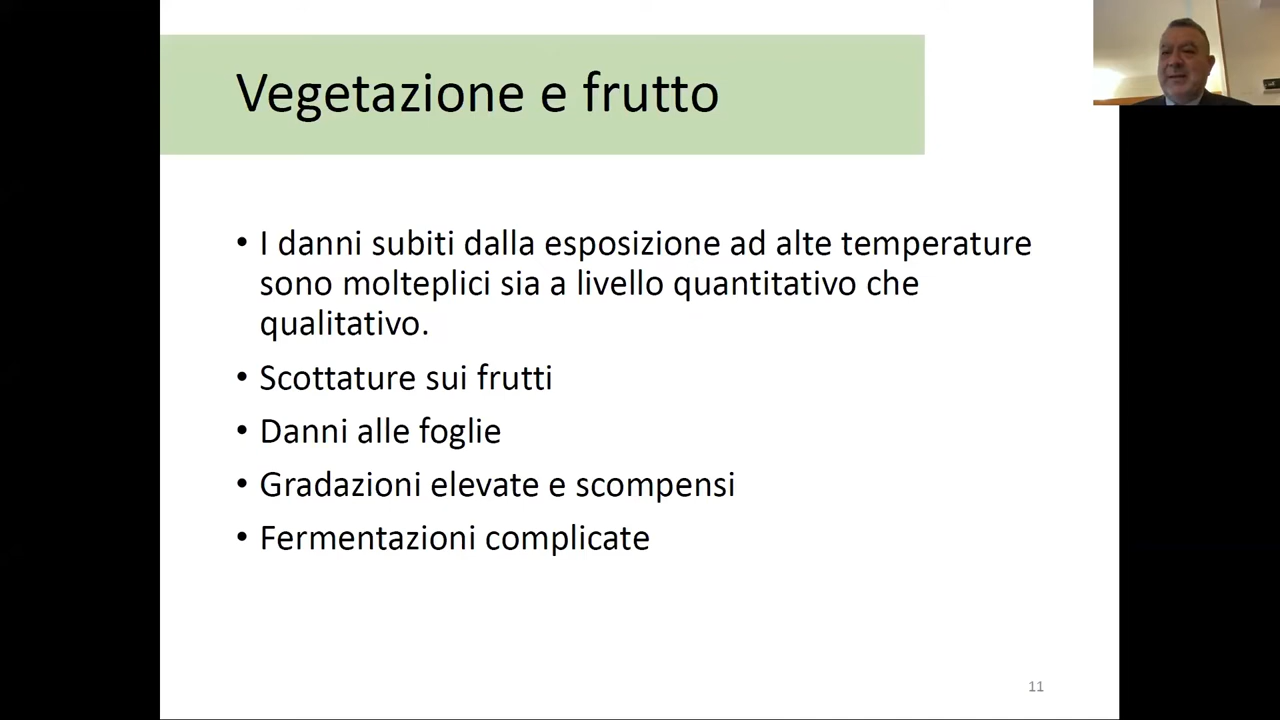 Vegetazione e frutto
• I danni subiti dalla esposizione ad alte temperature
sono molteplici sia a livello quantitativo che
qualitativo.
• Scottature sui frutti
• Danni alle foglie
• Gradazioni elevate e scompensi
• Fermentazioni complicate
11